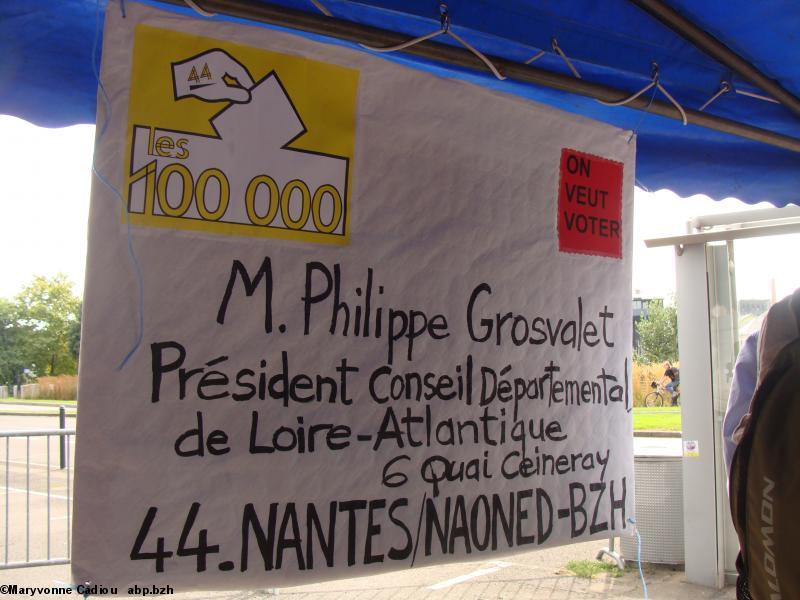 44
les
100 000
ON
VEUT
VOTER
M. Philippe Grosvalet
Président Conseil Départemental
de Loire-Atlantique
6 Quai Ceineray
44.NANTES/NAONED-BZH
SALOMON
©Maryvonne Cadiou abp.bzh